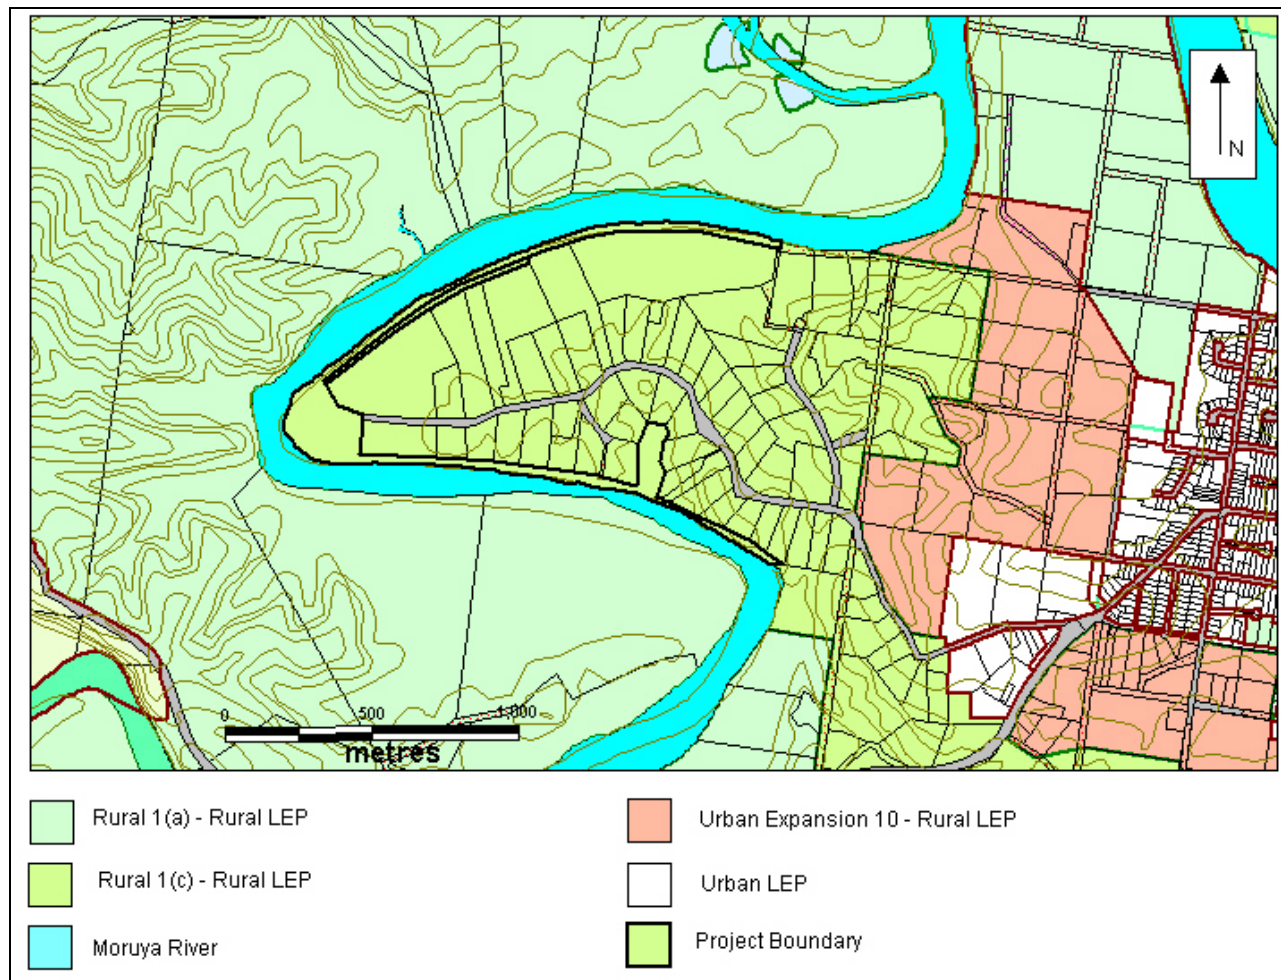 N
0 500 1,000
metres
Rural 1(a) - Rural LEP
Urban Expansion 10 - Rural LEP
Rural 1(c) - Rural LEP
Urban LEP
Moruya River
Project Boundary